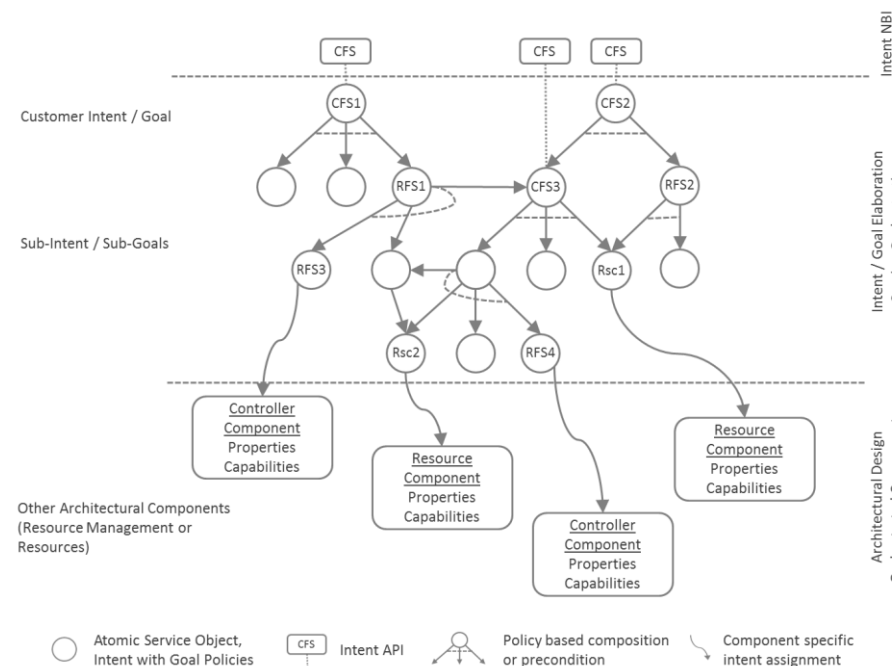 CFS
CFS
CFS
Intent NBI
CFS1
CFS2
Customer Intent / Goal
RFS1
CFS3
RFS2
Intent / Goal Elaboration
Sub-Intent / Sub-Goals
RFS3
Rsc1
Rsc2
RFS4
Controller
Component
Properties
Capabilities
Resource
Component
Properties
Capabilities
Resource
Component
Properties
Capabilities
Controller
Component
Properties
Capabilities
Architectural Design
Other Architectural Components
(Resource Management or
Resources)
Atomic Service Object,
Intent with Goal Policies
CFS
Intent API
Policy based composition
or precondition
Component specific
intent assignment